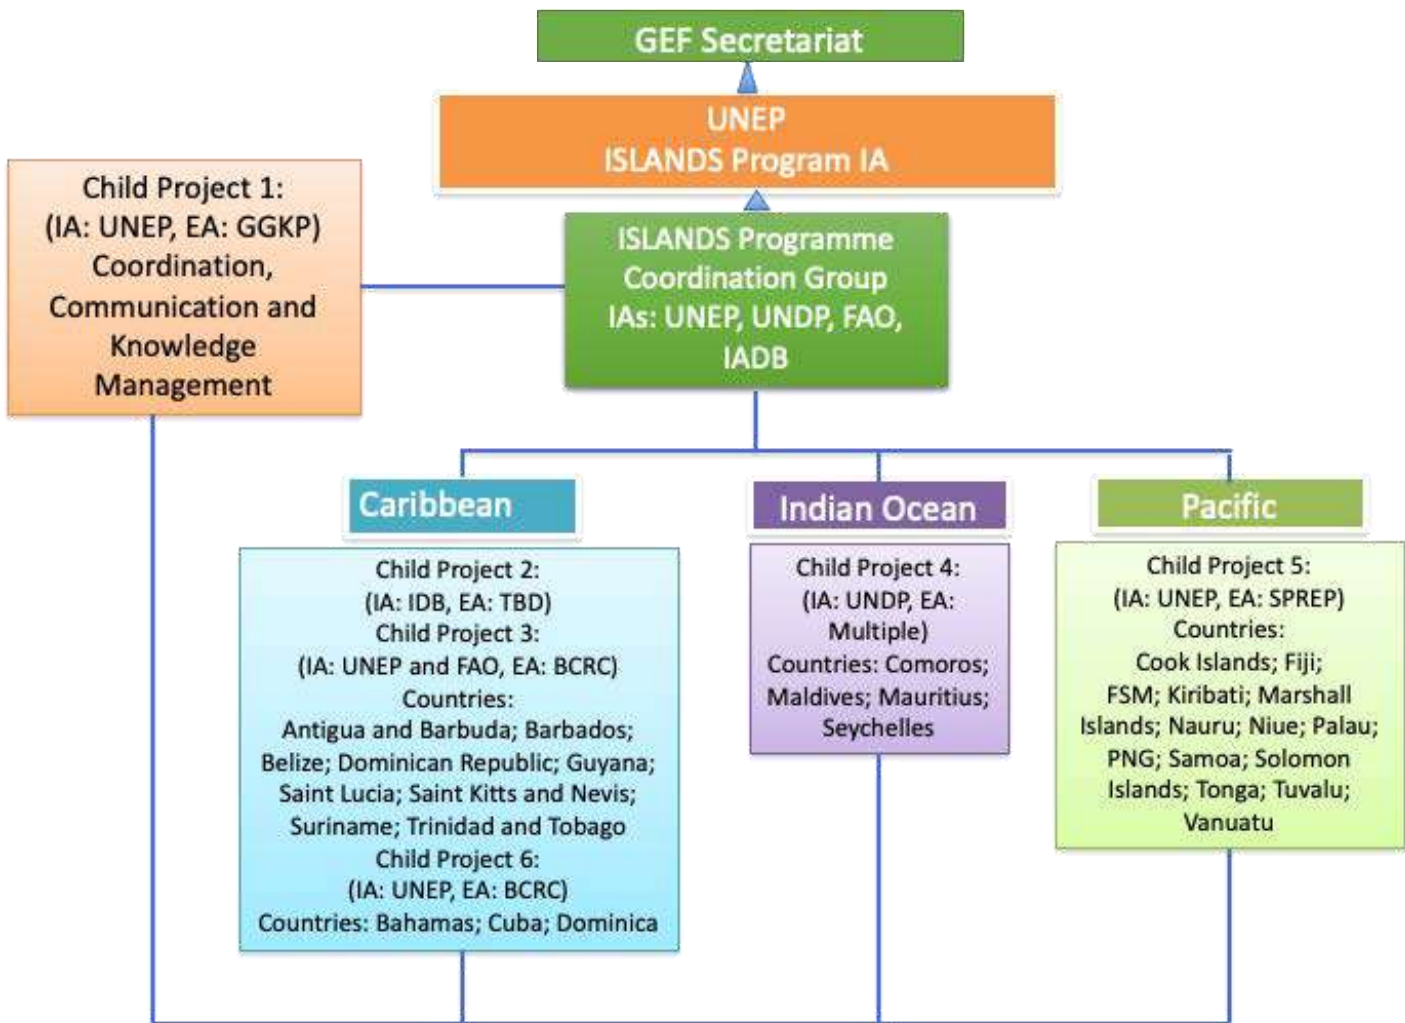 GEF Secretariat
UNEP
ISLANDS Program IA
Child Project 1:
(IA: UNEP, EA: GGKP)
Coordination,
Communication and
Knowledge
Management
ISLANDS Programme
Coordination Group
IAs: UNEP, UNDP, FAO,
IADB
Caribbean
Child Project 2:
(IA: IDB, EA: TBD)
Child Project 3:
(IA: UNEP and FAO, EA: BCRC)
Countries:
Antigua and Barbuda; Barbados;
Belize; Dominican Republic; Guyana;
Saint Lucia; Saint Kitts and Nevis;
Suriname; Trinidad and Tobago
Child Project 6:
(IA: UNEP, EA: BCRC)
Countries: Bahamas; Cuba; Dominica
Indian Ocean
Child Project 4:
(IA: UNDP, EA:
Multiple)
Countries: Comoros;
Maldives; Mauritius;
Seychelles
Pacific
Child Project 5:
(IA: UNEP, EA: SPREP)
Countries:
Cook Islands; Fiji;
FSM; Kiribati; Marshall
Islands; Nauru; Niue; Palau;
PNG; Samoa; Solomon
Islands; Tonga; Tuvalu;
Vanuatu